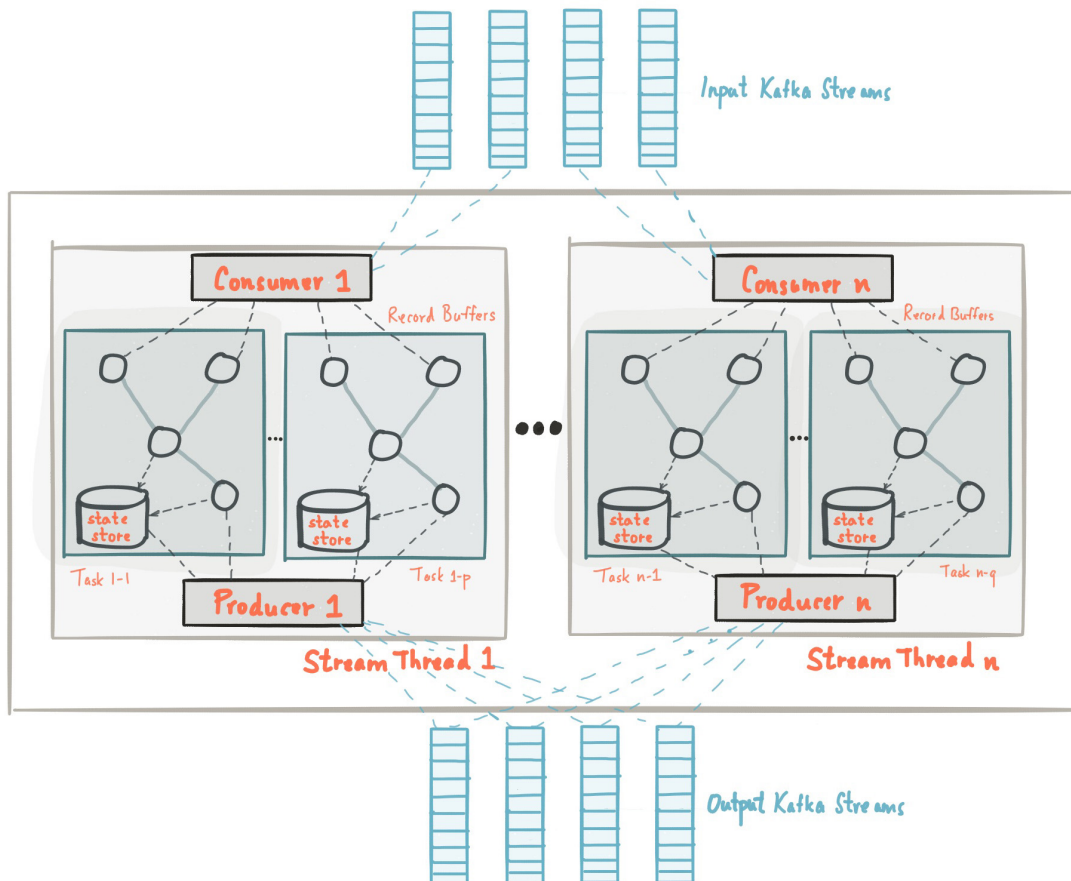 Input Kafka Streams
Consumer 1
Consumer n
Record Buffers
Record Buffers
...
...
...
state
store
state
store
state
store
state
store
Task 1-1
Task 1-p
Task n-1
Task n-q
Producer 1
Producer n
Stream Thread 1
Stream Thread n
Output Kafka Streams